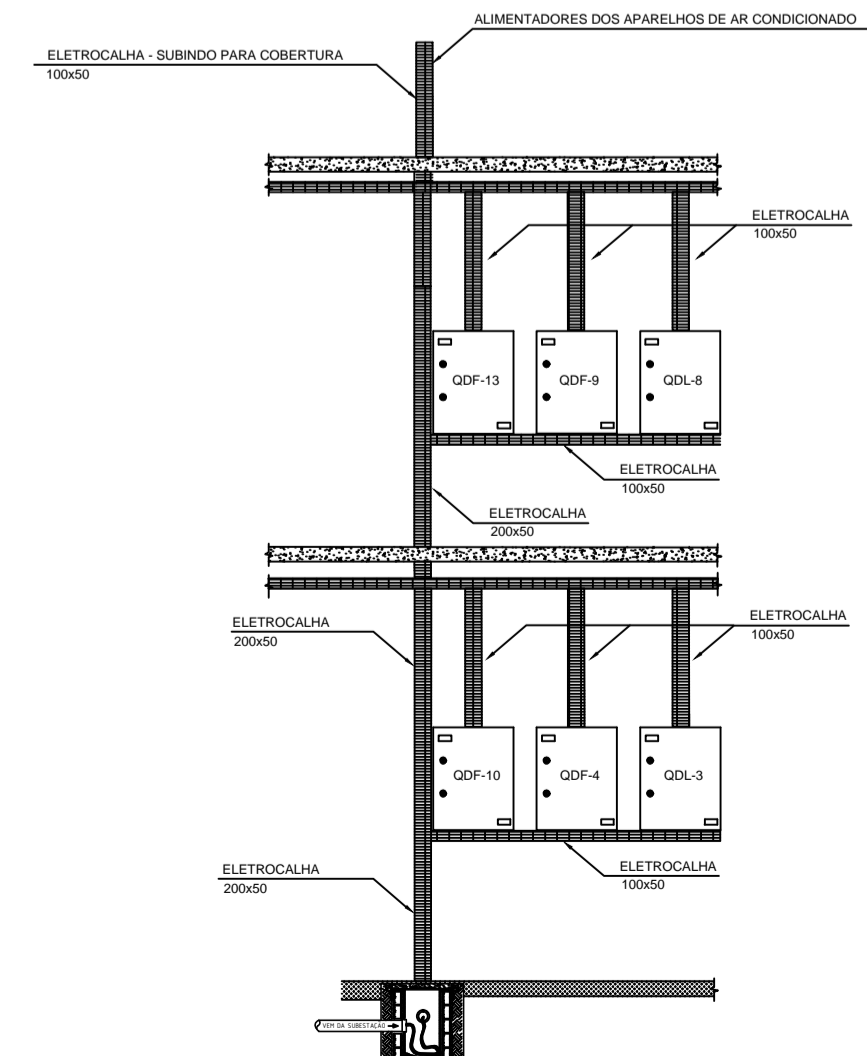 ALIMENTADORES DOS APARELHOS DE AR CONDICIONADO
ELETROCALHA - SUBINDO PARA COBERTURA
100x50
ELETROCALHA
100x50
QDF-13
QDF-9
QDL-8
ELETROCALHA
100x50
ELETROCALHA
200x50
ELETROCALHA
200x50
ELETROCALHA
100x50
QDF-10
QDF-4
QDL-3
ELETROCALHA
200x50
ELETROCALHA
100x50
VEM DA SUBESTAÇÃO